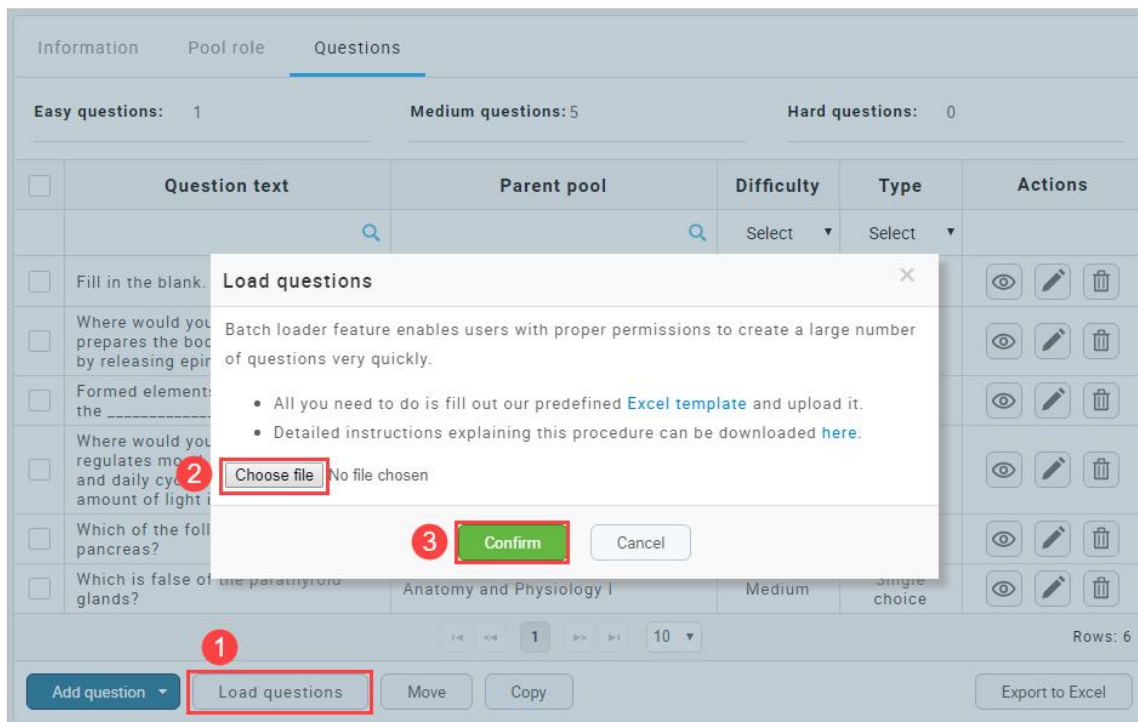 Information Pool role Questions
Easy questions: 1 Medium questions: 5 Hard questions: 0
Question text Parent pool Difficulty Type Actions
Select Select
Fill in the blank.
Load questions
Batch loader feature enables users with proper permissions to create a large number
of questions very quickly.
• All you need to do is fill out our predefined Excel template and upload it.
• Detailed instructions explaining this procedure can be downloaded here.
2 Choose file No file chosen
3 Confirm Cancel
Where would you
prepares the
by releasing
Formed
the
Where would you
regulates
and daily
amount of light
Which of the
pancreas?
Which is false of the parathyroid
glands?
Anatomy and Physiology I Medium Single
choice
1 10 Rows: 6
1
Add question Load questions Move Copy Export to Excel